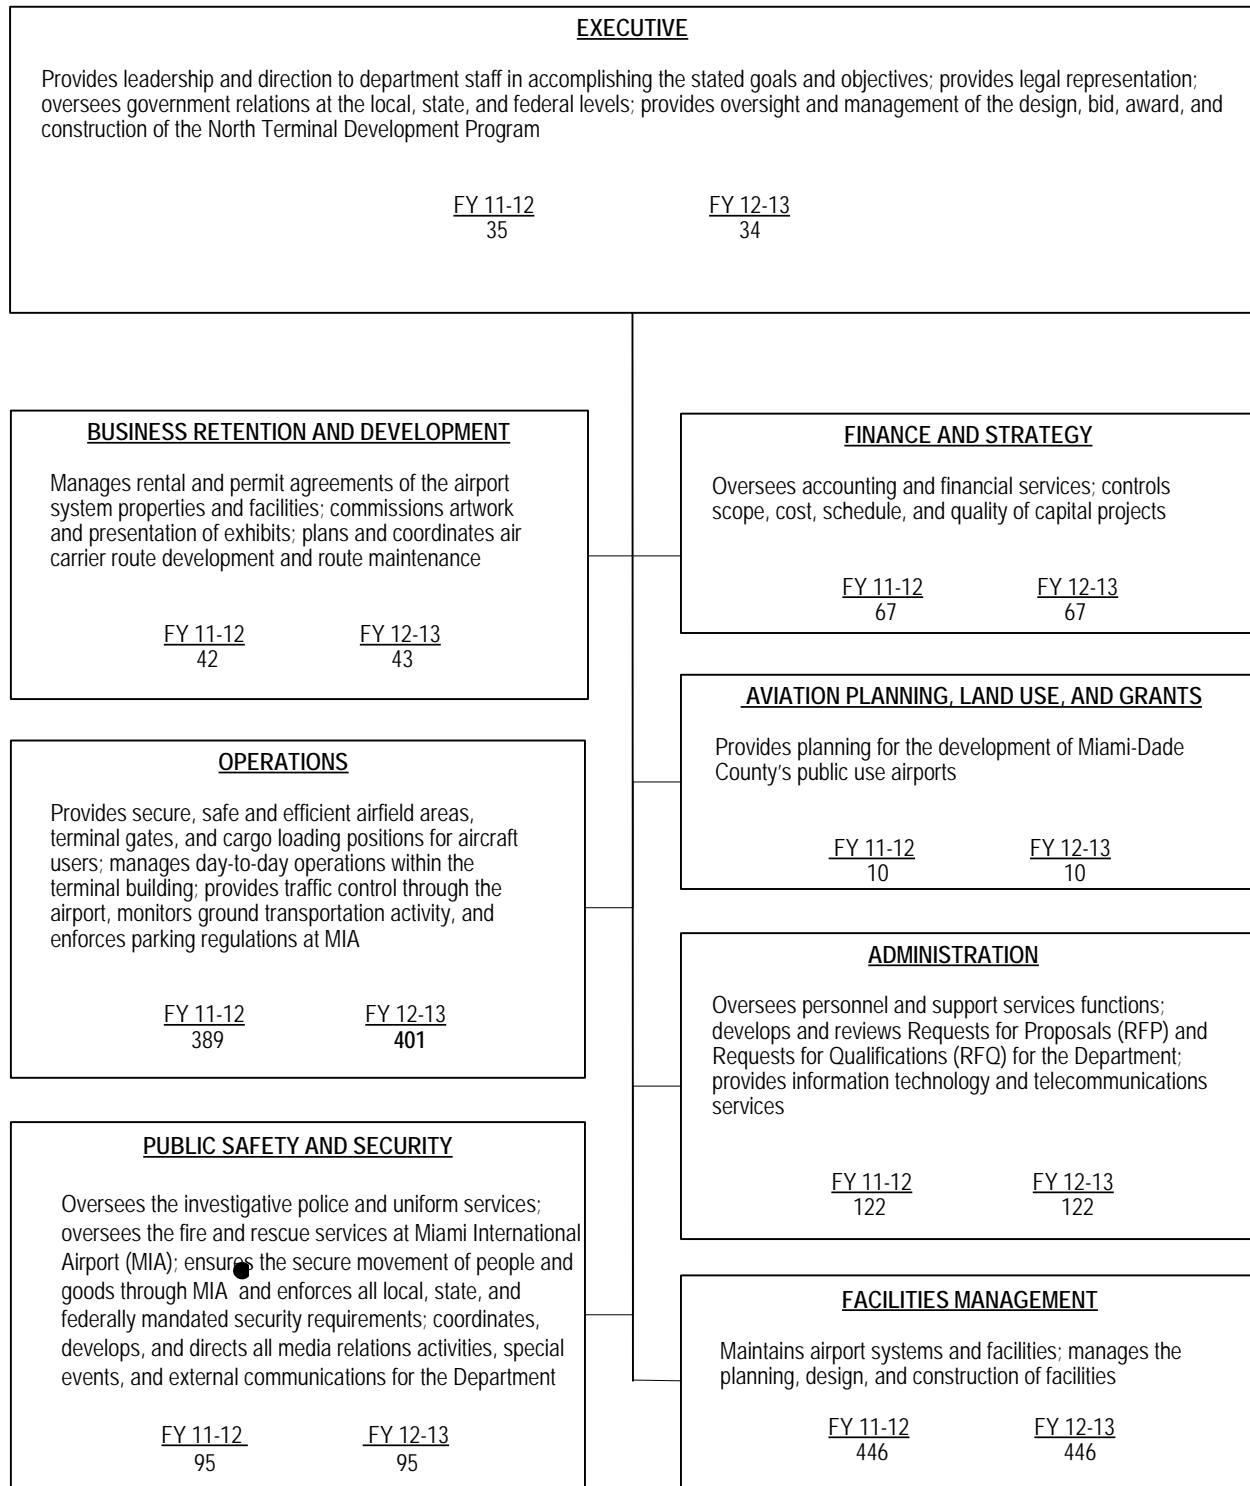 EXECUTIVE
Provides leadership and direction to department staff in accomplishing the stated goals and objectives; provides legal representation;
oversees government relations at the local, state, and federal levels; provides oversight and management of the design, bid, award, and
construction of the North Terminal Development Program
FY 11-12 FY 12-13
35 34
BUSINESS RETENTION AND DEVELOPMENT
Manages rental and permit agreements of the airport
system properties and facilities; commissions artwork
and presentation of exhibits; plans and coordinates air
carrier route development and route maintenance
FY 11-12 FY 12-13
42 43
FINANCE AND STRATEGY
Oversees accounting and financial services; controls
scope, cost, schedule, and quality of capital projects
FY 11-12 FY 12-13
67 67
AVIATION PLANNING, LAND USE, AND GRANTS
Provides planning for the development of Miami-Dade
County's public use airports
FY 11-12 FY 12-13
10 10
OPERATIONS
Provides secure, safe and efficient airfield areas,
terminal gates, and cargo loading positions for aircraft
users; manages day-to-day operations within the
terminal building; provides traffic control through the
airport, monitors ground transportation activity, and
enforces parking regulations at MIA
FY 11-12 FY 12-13
389 401
ADMINISTRATION
Oversees personnel and support services functions;
develops and reviews Requests for Proposals (RFP) and
Requests for Qualifications (RFQ) for the Department;
provides information technology and telecommunications
services
FY 11-12 FY 12-13
122 122
PUBLIC SAFETY AND SECURITY
Oversees the investigative police and uniform services;
oversees the fire and rescue services at Miami International
Airport (MIA); ensures the secure movement of people and
goods through MIA and enforces all local, state, and
federally mandated security requirements; coordinates,
develops, and directs all media relations activities, special
events, and external communications for the Department
FY 11-12 FY 12-13
95 95
FACILITIES MANAGEMENT
Maintains airport systems and facilities; manages the
planning, design, and construction of facilities
FY 11-12 FY 12-13
446 446